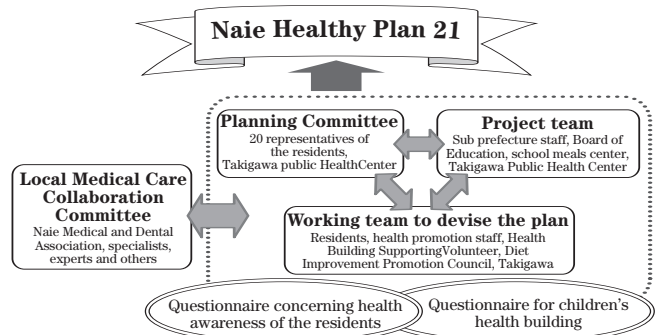 Naie Healthy Plan 21
Planning Committee
20 representatives of
the residents,
Takigawa public HealthCenter
Project team
Sub prefecture staff, Board of
Education, school meals center,
Takigawa Public Health Center
Local Medical Care
Collaboration
Committee
Naie Medical and Dental
Association, specialists,
experts and others
Working team to devise the plan
Residents, health promotion staff, Health
Building SupportingVolunteer, Diet
Improvement Promotion Council, Takigawa
Questionnaire concerning health
awareness of the residents
Questionnaire for children's
health building